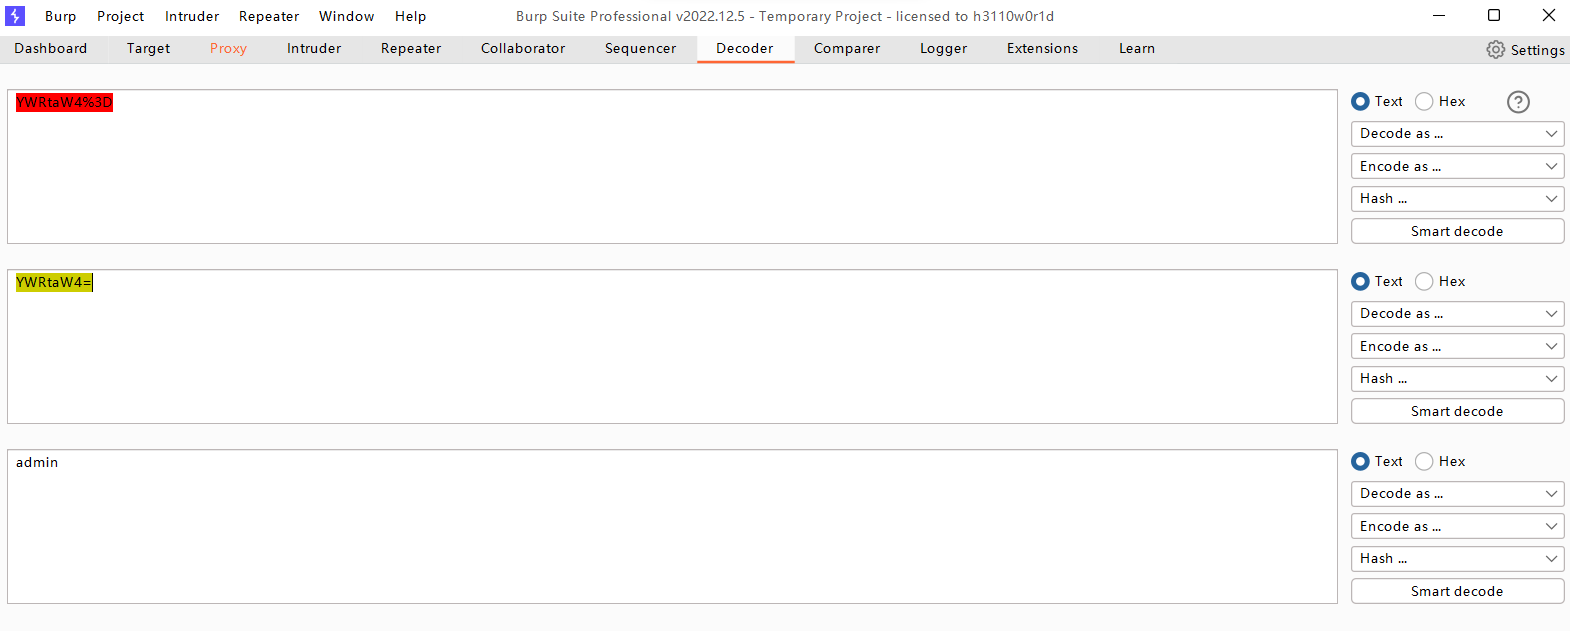 Burp Project Intruder Repeater Window Help Burp Suite Professional v2022.12.5 - Temporary Project - licensed to h3110w0r1d
Dashboard Target Proxy Intruder Repeater Collaborator Sequencer Decoder Comparer Logger Extensions Learn Settings
YWRtaW4%3D Text Hex ?
Decode as ...
Encode as ...
Hash ...
Smart decode
YWRtaW4= Text Hex
Decode as ...
Encode as ...
Hash ...
Smart decode
admin Text Hex
Decode as ...
Encode as ...
Hash ...
Smart decode